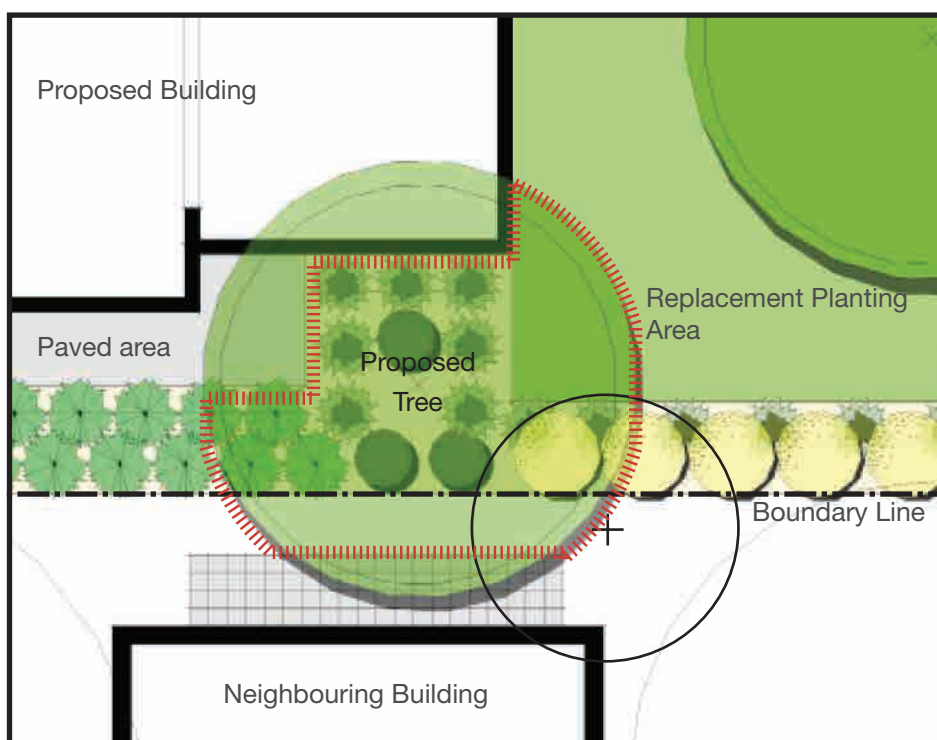 Proposed Building
Replacement Planting
Area
Paved area
Proposed
Tree
Boundary Line
Neighbouring Building